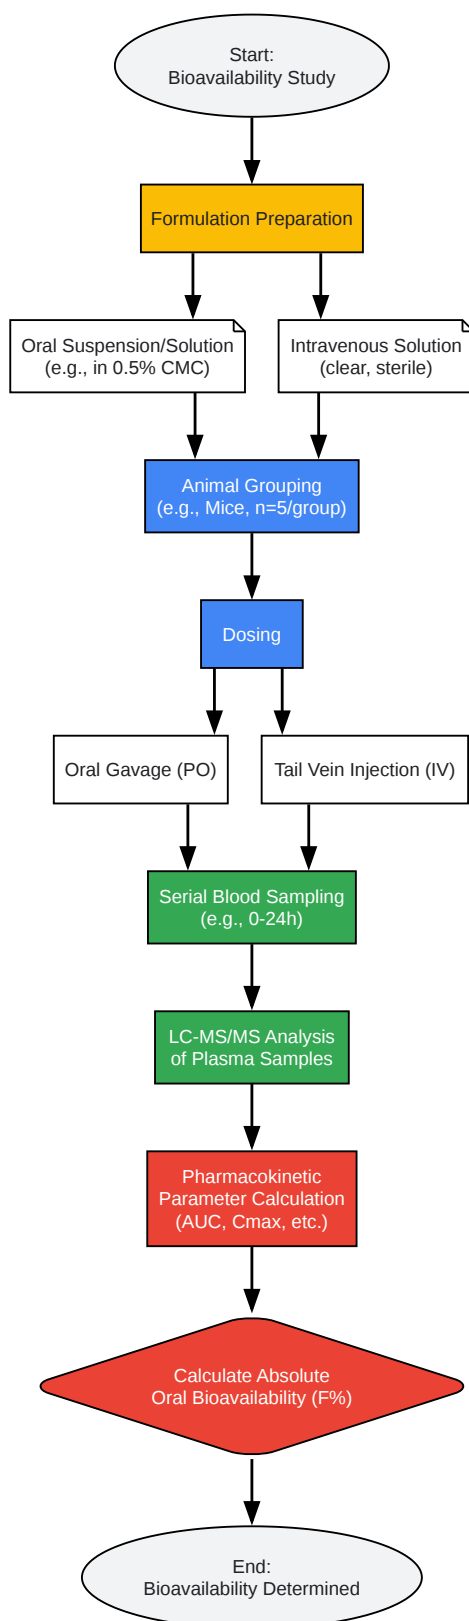 Start:
Bioavailability Study
Formulation Preparation
Oral Suspension/Solution
(e.g., in 0.5% CMC)
Intravenous Solution
(clear, sterile)
Animal Grouping
(e.g., Mice, n=5/group)
Dosing
Oral Gavage (PO)
Tail Vein Injection (IV)
Serial Blood Sampling
(e.g., 0-24h)
LC-MS/MS Analysis
of Plasma Samples
Pharmacokinetic
Parameter Calculation
(AUC, Cmax, etc.)
Calculate Absolute
Oral Bioavailability (F%)
End:
Bioavailability Determined